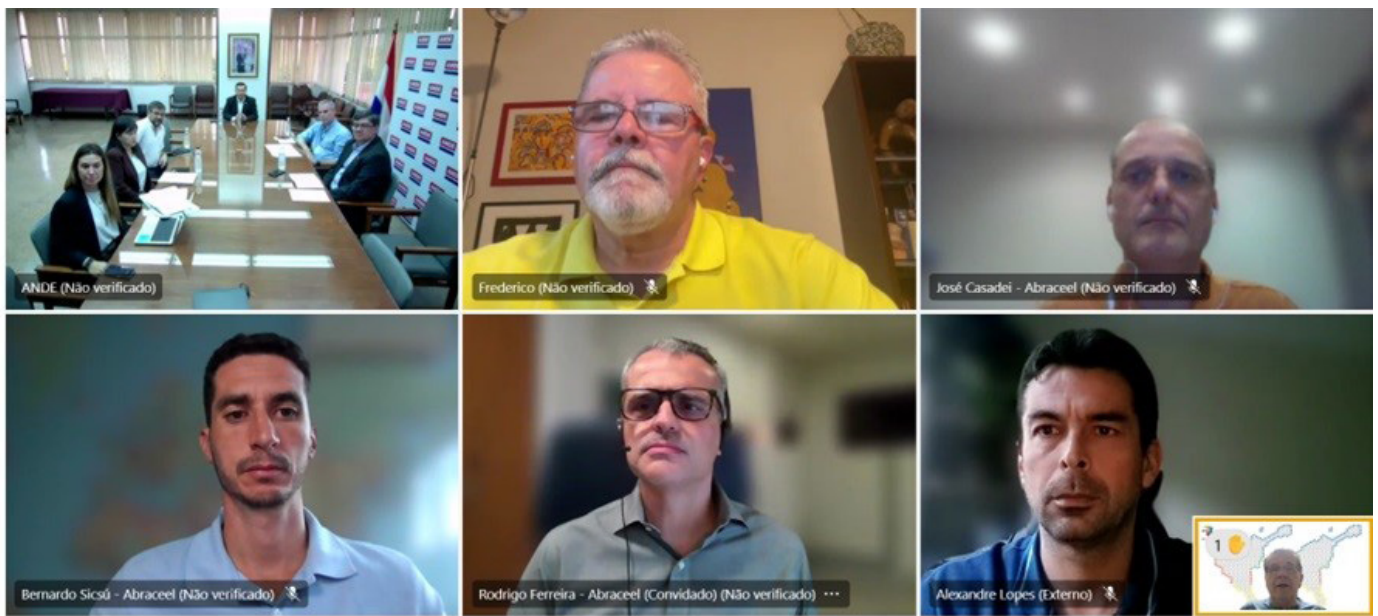 ANDE (Não verificado)
Frederico (Não verificado)
José Casadei - Abraceel (Não verificado)
Bernardo Sicsú - Abraceel (Não verificado)
Rodrigo Ferreira - Abraceel (Convidado) (Não verificado) ···
Alexandre Lopes (Externo)
1